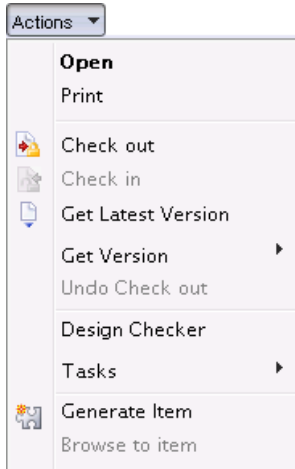 Actions
Open
Print
Check out
Check in
Get Latest Version
Get Version
Undo Check out
Design Checker
Tasks
Generate Item
Browse to item